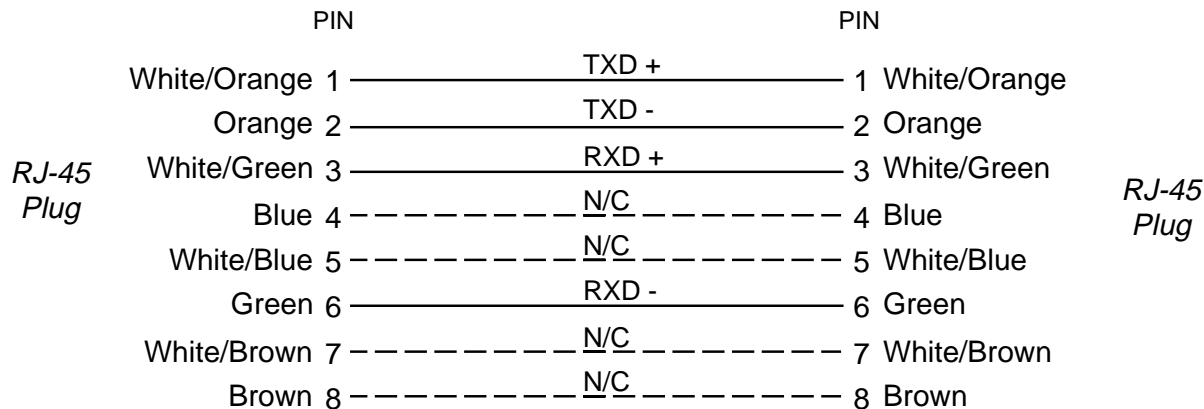 PIN PIN
White/Orange 1 TXD + 1 White/Orange
Orange 2 TXD - 2 Orange
White/Green 3 RXD + 3 White/Green
RJ-45 Plug
Blue 4 N/C 4 Blue
RJ-45 Plug
White/Blue 5 N/C 5 White/Blue
Green 6 RXD - 6 Green
White/Brown 7 N/C 7 White/Brown
Brown 8 N/C 8 Brown